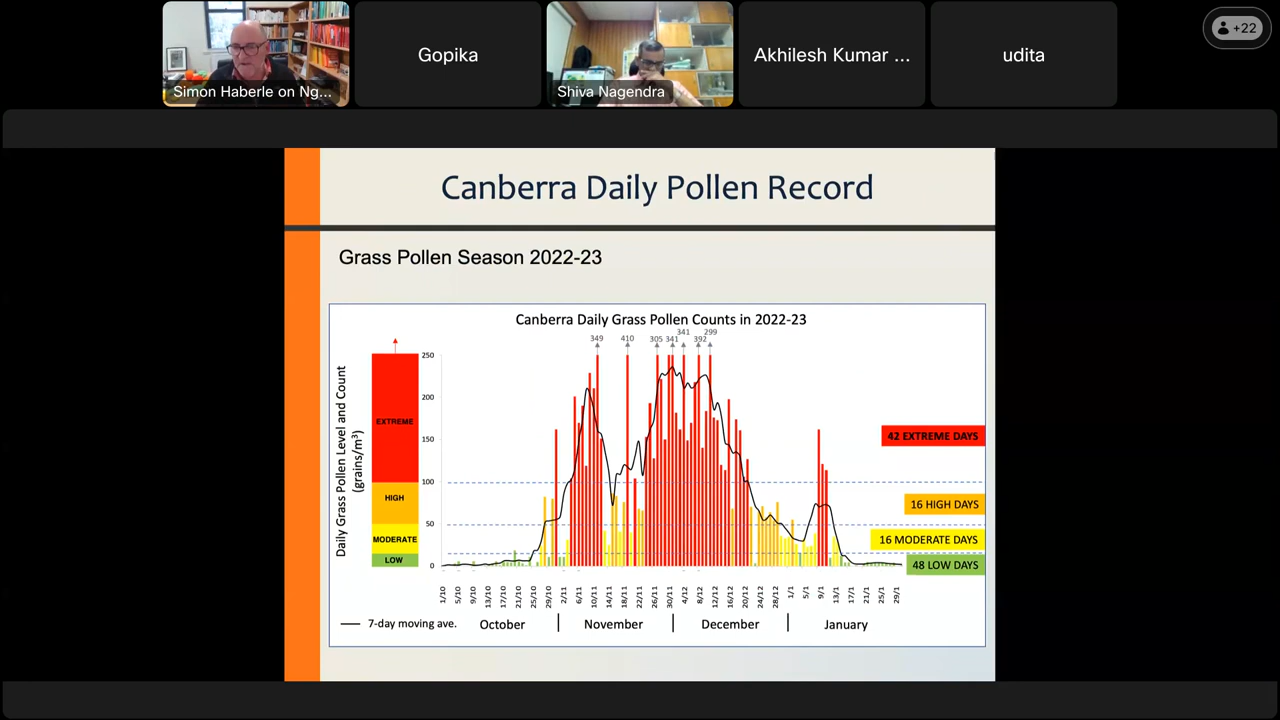 Simon Haberle on Ng...
Gopika
Shiva Nagendra
Akhilesh Kumar ...
udita
+22
Canberra Daily Pollen Record
Grass Pollen Season 2022-23
Canberra Daily Grass Pollen Counts in 2022-23
349
410
305
341
341
392
299
Daily Grass Pollen Level and Count
(grains/m³)
EXTREME
HIGH
MODERATE
LOW
250
200
150
100
50
0
42 EXTREME DAYS
16 HIGH DAYS
16 MODERATE DAYS
48 LOW DAYS
1/10
5/10
9/10
13/10
17/10
21/10
25/10
29/10
2/11
6/11
10/11
14/11
18/11
22/11
26/11
30/11
4/12
8/12
12/12
16/12
20/12
24/12
28/12
1/1
5/1
9/1
13/1
17/1
21/1
25/1
29/1
7-day moving ave.
October
November
December
January